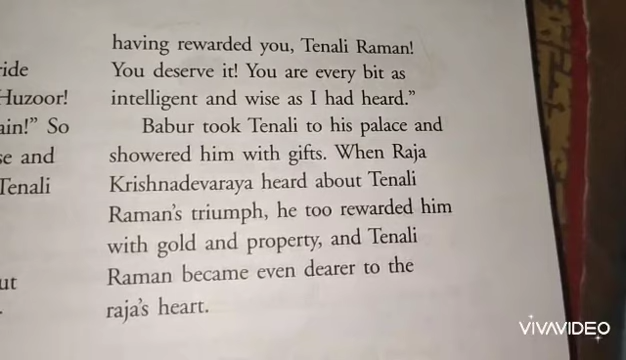 ride
Huzoor!
ain!” So
se and
Tenali
ut
.
having rewarded you, Tenali Raman!
You deserve it! You are every bit as
intelligent and wise as I had heard.”
Babur took Tenali to his palace and
showered him with gifts. When Raja
Krishnadevaraya heard about Tenali
Raman’s triumph, he too rewarded him
with gold and property, and Tenali
Raman became even dearer to the
raja’s heart.
VIVAVIDEO